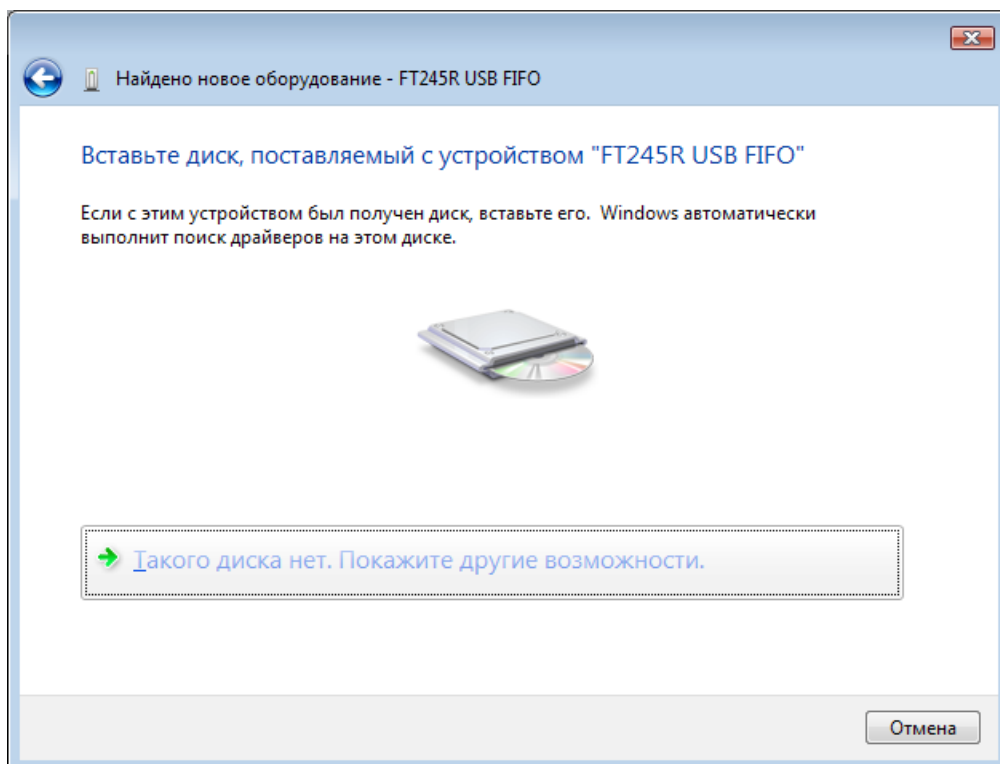 Найдено новое оборудование - FT245R USB FIFO
Вставьте диск, поставляемый с устройством "FT245R USB FIFO"
Если с этим устройством был получен диск, вставьте его. Windows автоматически
выполнит поиск драйверов на этом диске.
Такого диска нет. Покажите другие возможности.
Отмена